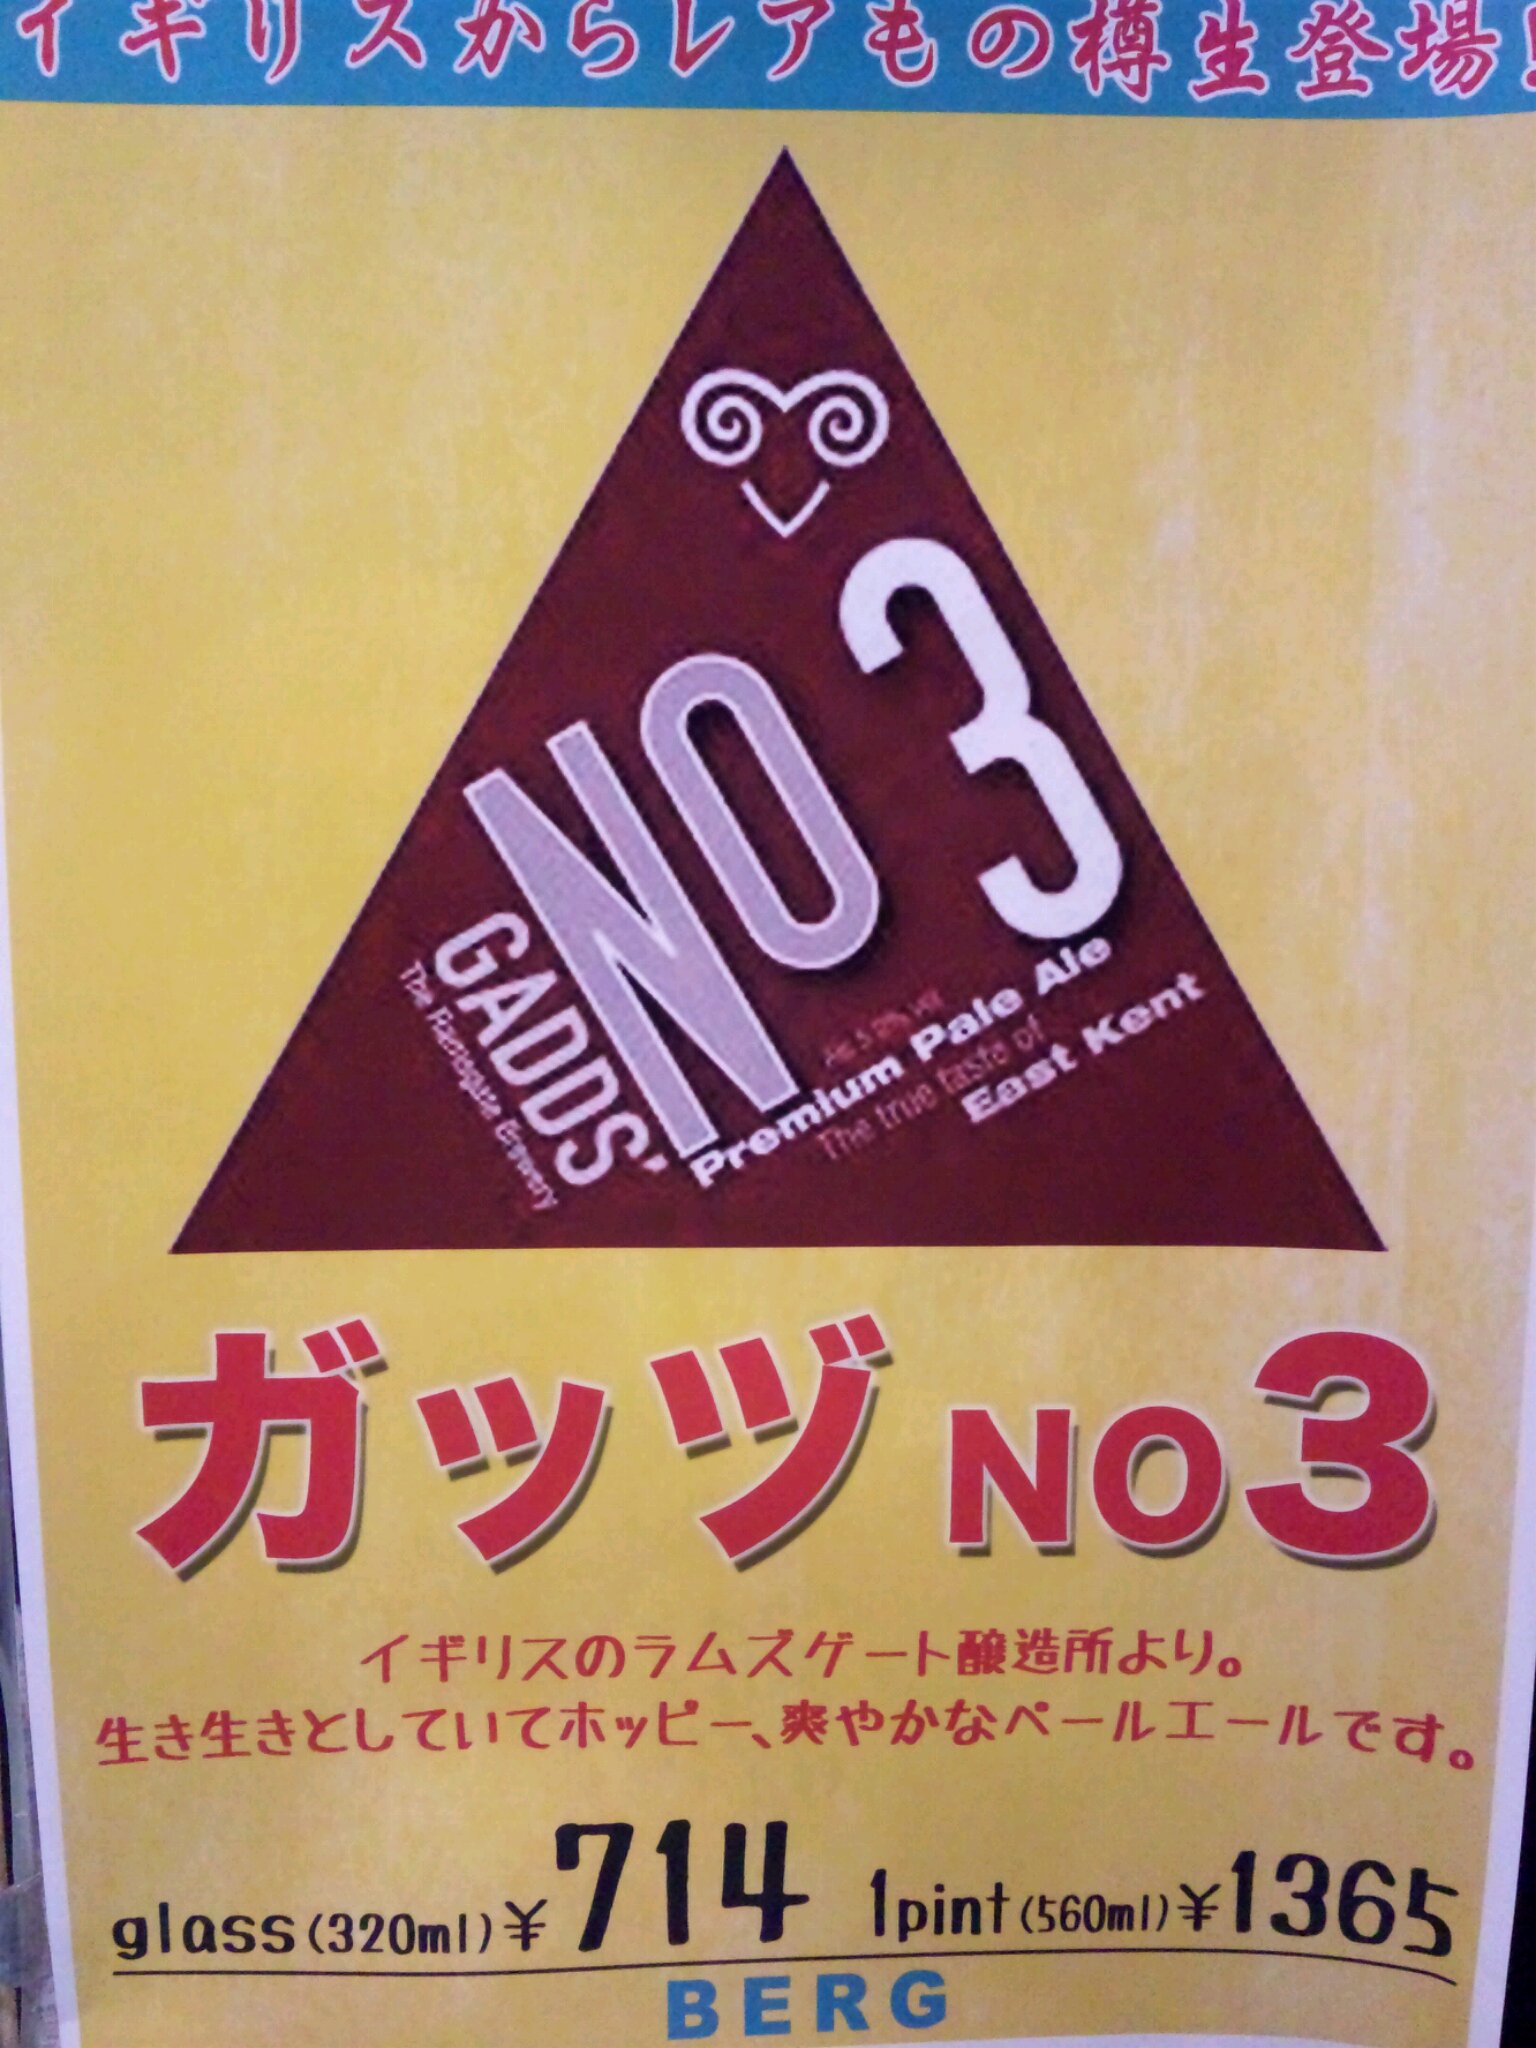 イギリスからレアもの樽生登場!
NO 3
GADDS'
The Ramsgate Brewery
Premium Pale Ale
The true taste of
East Kent
ガッヅ NO3
イギリスのラムズゲート醸造所より。
生き生きとしていてホッピー、爽やかなペールエールです。
glass(320ml)¥714 1pint(560ml)¥1365
BERG